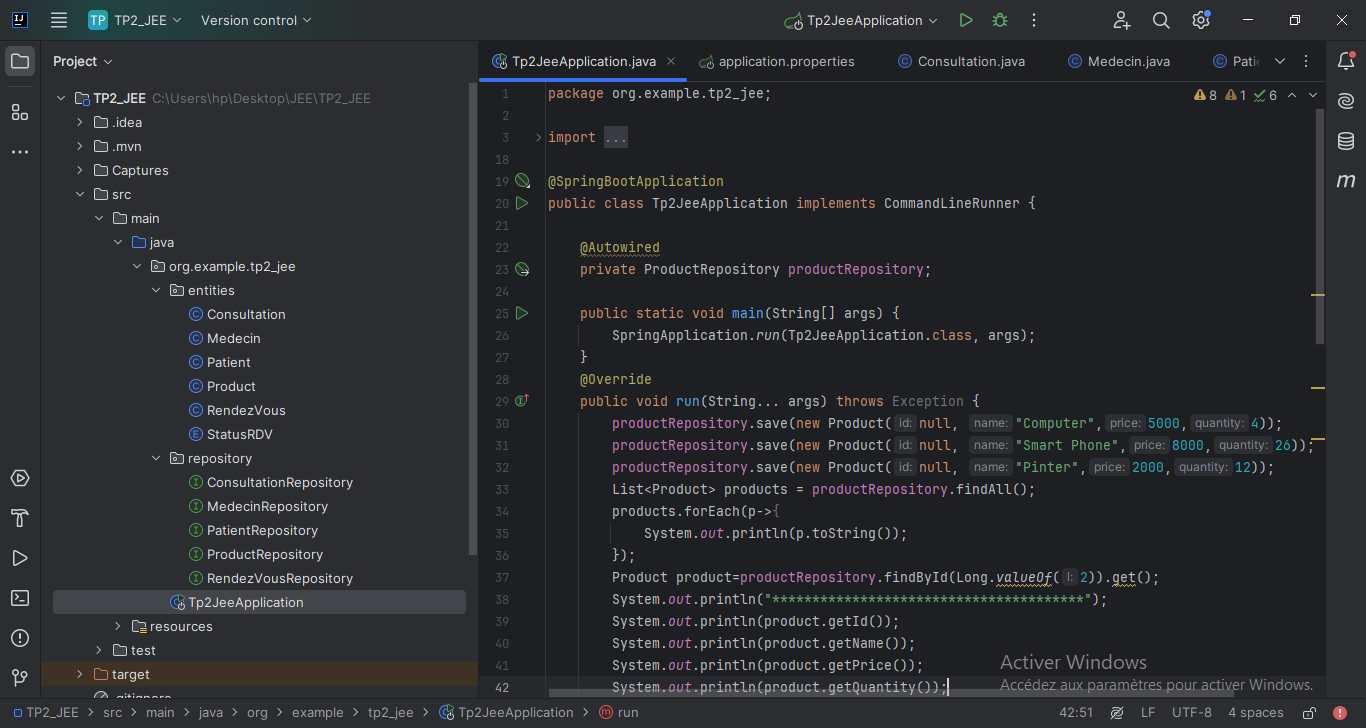 TP TP2_JEE Version control Tp2JeeApplication
Project
TP2_JEE C:\Users\hp\Desktop\JEE\TP2_JEE
.idea
.mvn
Captures
src
main
java
org.example.tp2_jee
entities
Consultation
Medecin
Patient
Product
RendezVous
StatusRDV
repository
ConsultationRepository
MedecinRepository
PatientRepository
ProductRepository
RendezVousRepository
Tp2JeeApplication
resources
test
target
.gitignore
Tp2JeeApplication.java application.properties Consultation.java Medecin.java Pati
8 1 6
1 package org.example.tp2_jee;
2
3 import ...
18
19 @SpringBootApplication
20 public class Tp2JeeApplication implements CommandLineRunner {
21
22 @Autowired
23 private ProductRepository productRepository;
24
25 public static void main(String[] args) {
26 SpringApplication.run(Tp2JeeApplication.class, args);
27 }
28 @Override
29 public void run(String... args) throws Exception {
30 productRepository.save(new Product( id: null, name: "Computer", price: 5000, quantity: 4));
31 productRepository.save(new Product( id: null, name: "Smart Phone", price: 8000, quantity: 26));
32 productRepository.save(new Product( id: null, name: "Pinter", price: 2000, quantity: 12));
33 List<Product> products = productRepository.findAll();
34 products.forEach(p->{
35 System.out.println(p.toString());
36 });
37 Product product=productRepository.findById(Long.valueOf( l: 2)).get();
38 System.out.println("***************************************");
39 System.out.println(product.getId());
40 System.out.println(product.getName());
41 System.out.println(product.getPrice());
42 System.out.println(product.getQuantity());
Activer Windows
Accédez aux paramètres pour activer Windows.
TP2_JEE > src > main > java > org > example > tp2_jee > Tp2JeeApplication > run 42:51 LF UTF-8 4 spaces